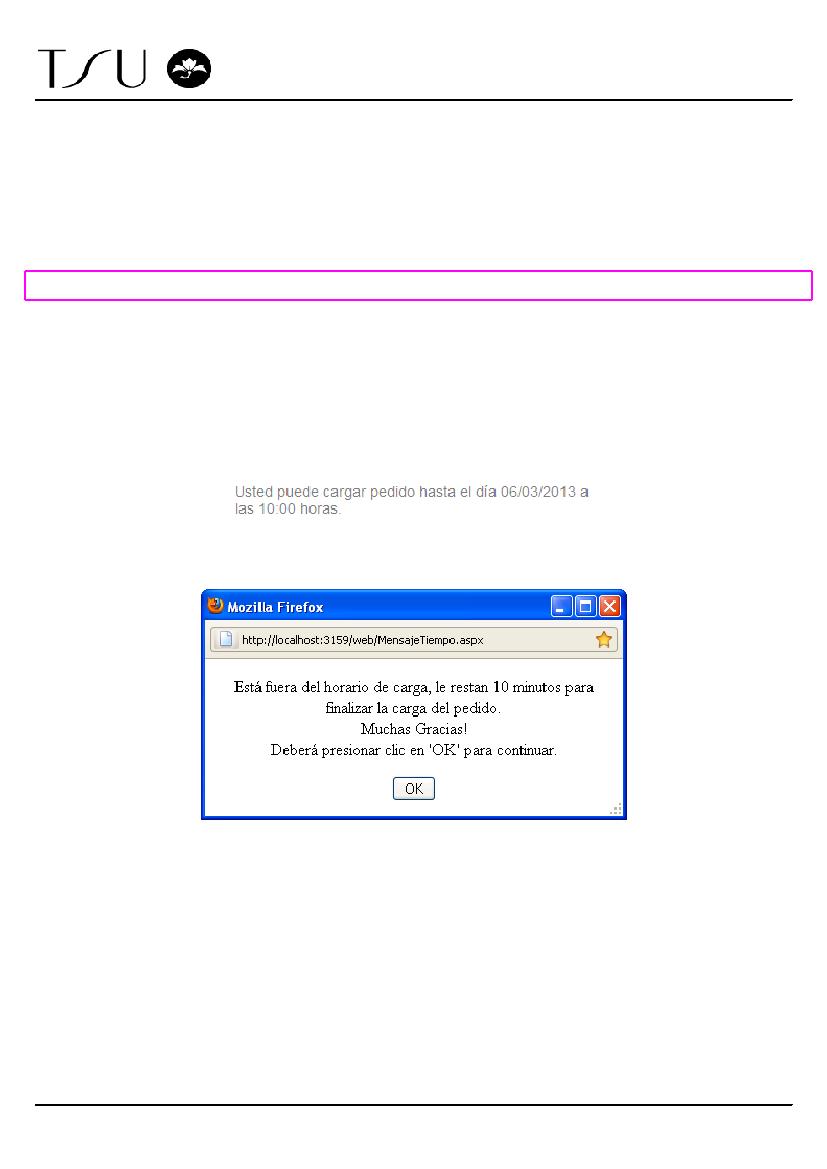 TSU
Usted puede cargar pedido hasta el día 06/03/2013 a
las 10:00 horas.
Mozilla Firefox
http://localhost:3159/web/MensajeTiempo.aspx
Está fuera del horario de carga, le restan 10 minutos para
finalizar la carga del pedido.
Muchas Gracias!
Deberá presionar clic en 'OK' para continuar.
OK